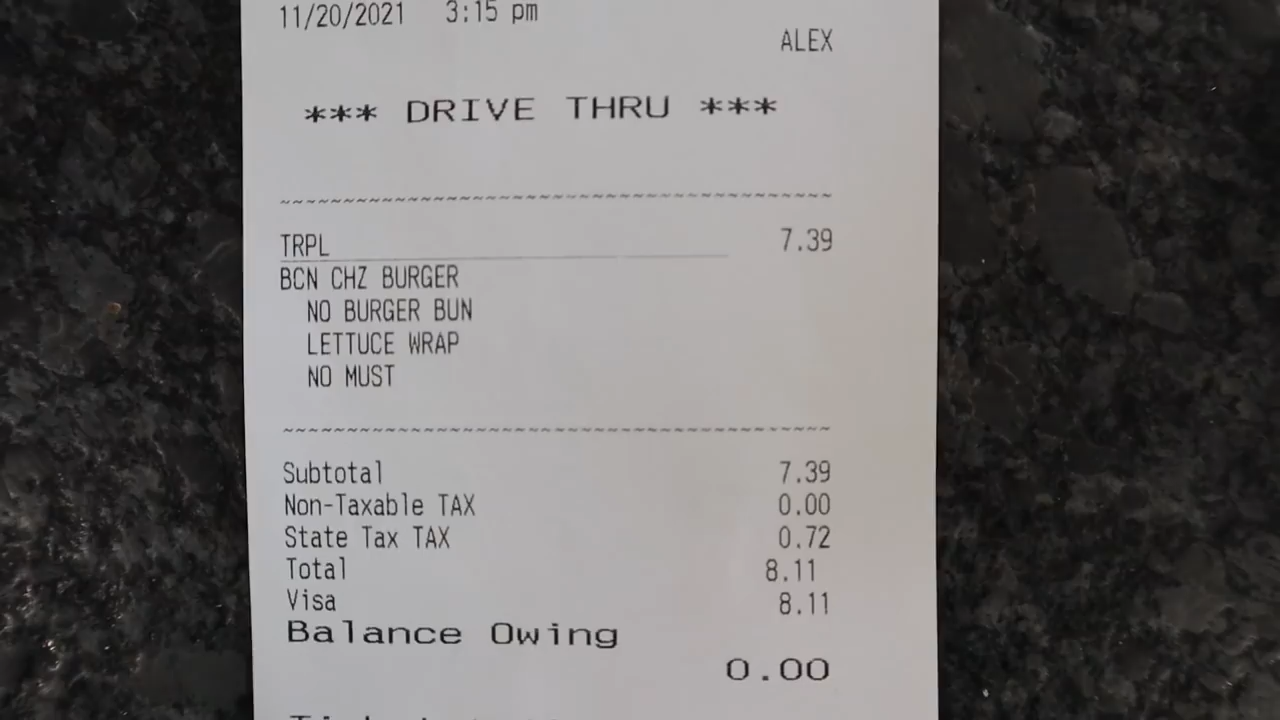 11/20/2021 3:15 pm
ALEX
*** DRIVE THRU ***
~~~~~~~~~~~~~~~~~~~~~~~~~~~~~~~~~~~~~~~~~~
TRPL 7.39
BCN CHZ BURGER
NO BURGER BUN
LETTUCE WRAP
NO MUST
~~~~~~~~~~~~~~~~~~~~~~~~~~~~~~~~~~~~~~~~~~
Subtotal 7.39
Non-Taxable TAX 0.00
State Tax TAX 0.72
Total 8.11
Visa 8.11
Balance Owing
0.00